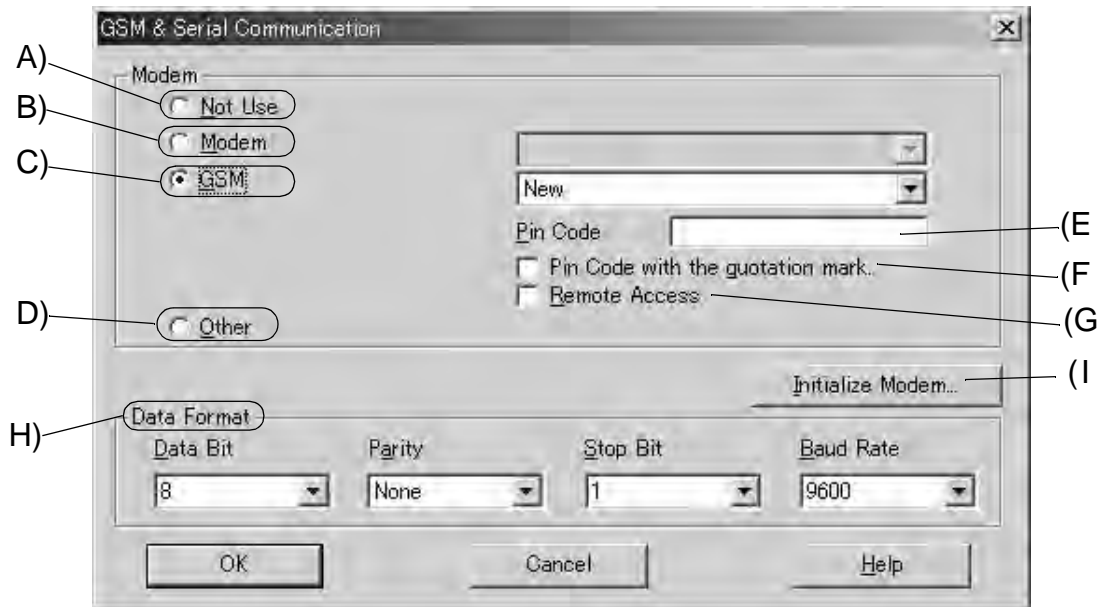 GSM & Serial Communication
A)
Modem
Not Use
B)
Modem
C)
GSM
New
Pin Code
(E
Pin Code with the guotation mark..
(F
Remote Access
(G
D)
Other
Initialize Modem...
(I
H)
Data Format
Data Bit Parity Stop Bit Baud Rate
8 None 1 9600
OK Cancel Help